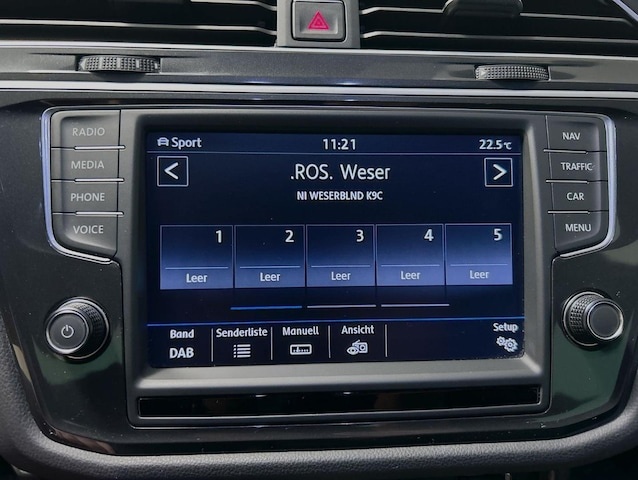 RADIO
MEDIA
PHONE
VOICE
Sport 11:21 22.5°C
< .ROS. Weser >
NI WESERBLND K9C
1 2 3 4 5
Leer Leer Leer Leer Leer
Band Senderliste Manuell Ansicht Setup
DAB
NAV
TRAFFIC
CAR
MENU